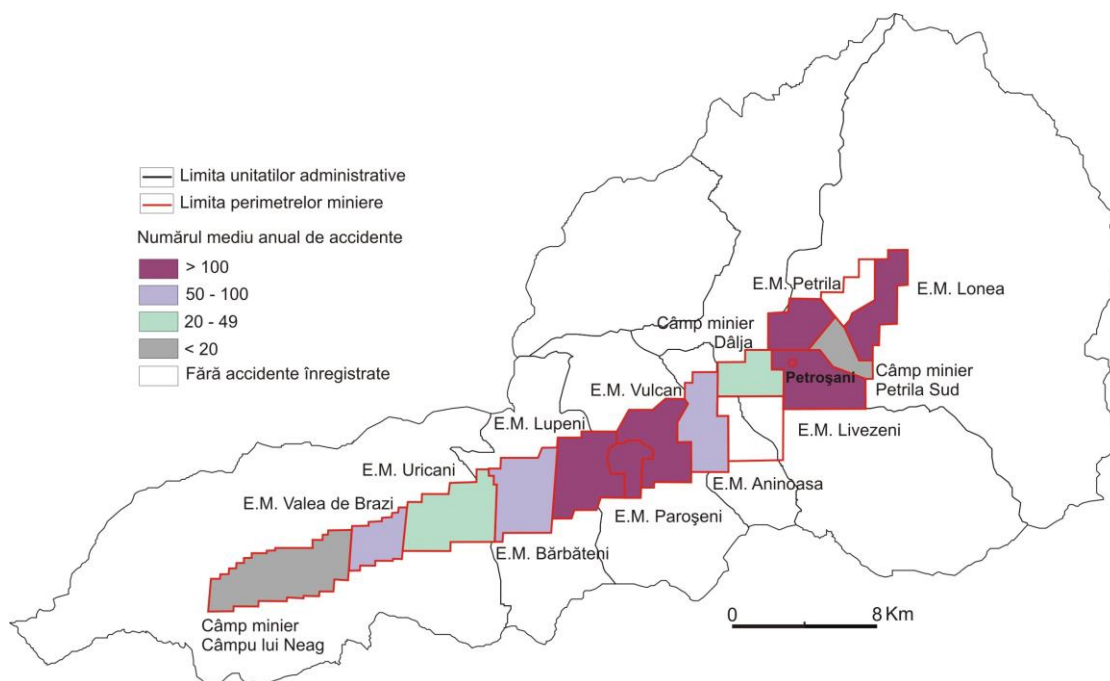 Limita unitatilor administrative
Limita perimetrelor miniere
Numărul mediu anual de accidente
> 100
50 - 100
20 - 49
< 20
Fără accidente înregistrate
E.M. Petrila
E.M. Lonea
Câmp minier
Dâlja
Petroşani
Câmp minier
Petrila Sud
E.M. Vulcan
E.M. Livezeni
E.M. Lupeni
E.M. Uricani
E.M. Aninoasa
E.M. Valea de Brazi
E.M. Paroşeni
E.M. Bărbăteni
Câmp minier
Câmpu lui Neag
0 8 Km